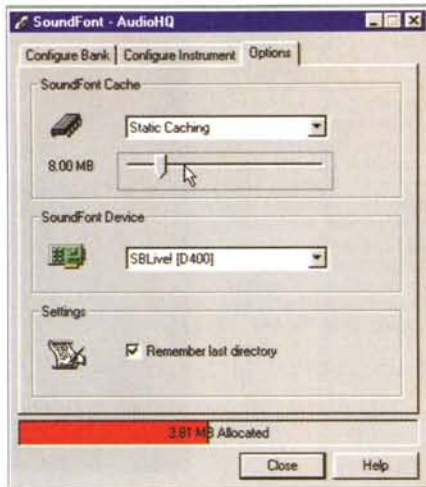 SoundFont - AudioHQ
Configure Bank
Configure Instrument
Options
SoundFont Cache
Static Caching
8.00 MB
SoundFont Device
SBLive! [D400]
Settings
Remember last directory
3.81 MB Allocated
Close
Help